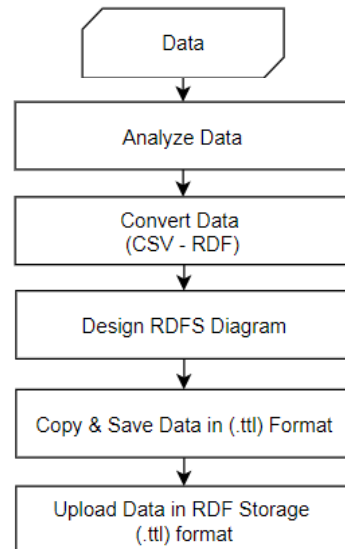 Data
Analyze Data
Convert Data
(CSV - RDF)
Design RDFS Diagram
Copy & Save Data in (.ttl) Format
Upload Data in RDF Storage
(.ttl) format